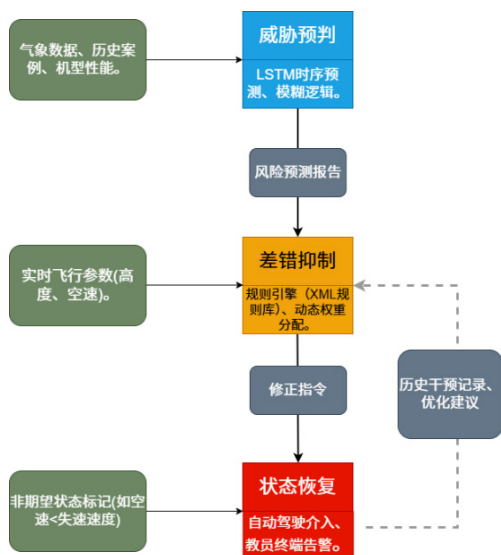 气象数据、历史案
例、机型性能。
威胁预判
LSTM时序预
测、模糊逻辑。
风险预测报告
实时飞行参数(高
度、空速)。
差错抑制
规则引擎（XML规
则库）、动态权重
分配。
修正指令
历史干预记录、
优化建议
非期望状态标记(如空
速<失速速度)
状态恢复
自动驾驶介入、
教员终端告警。